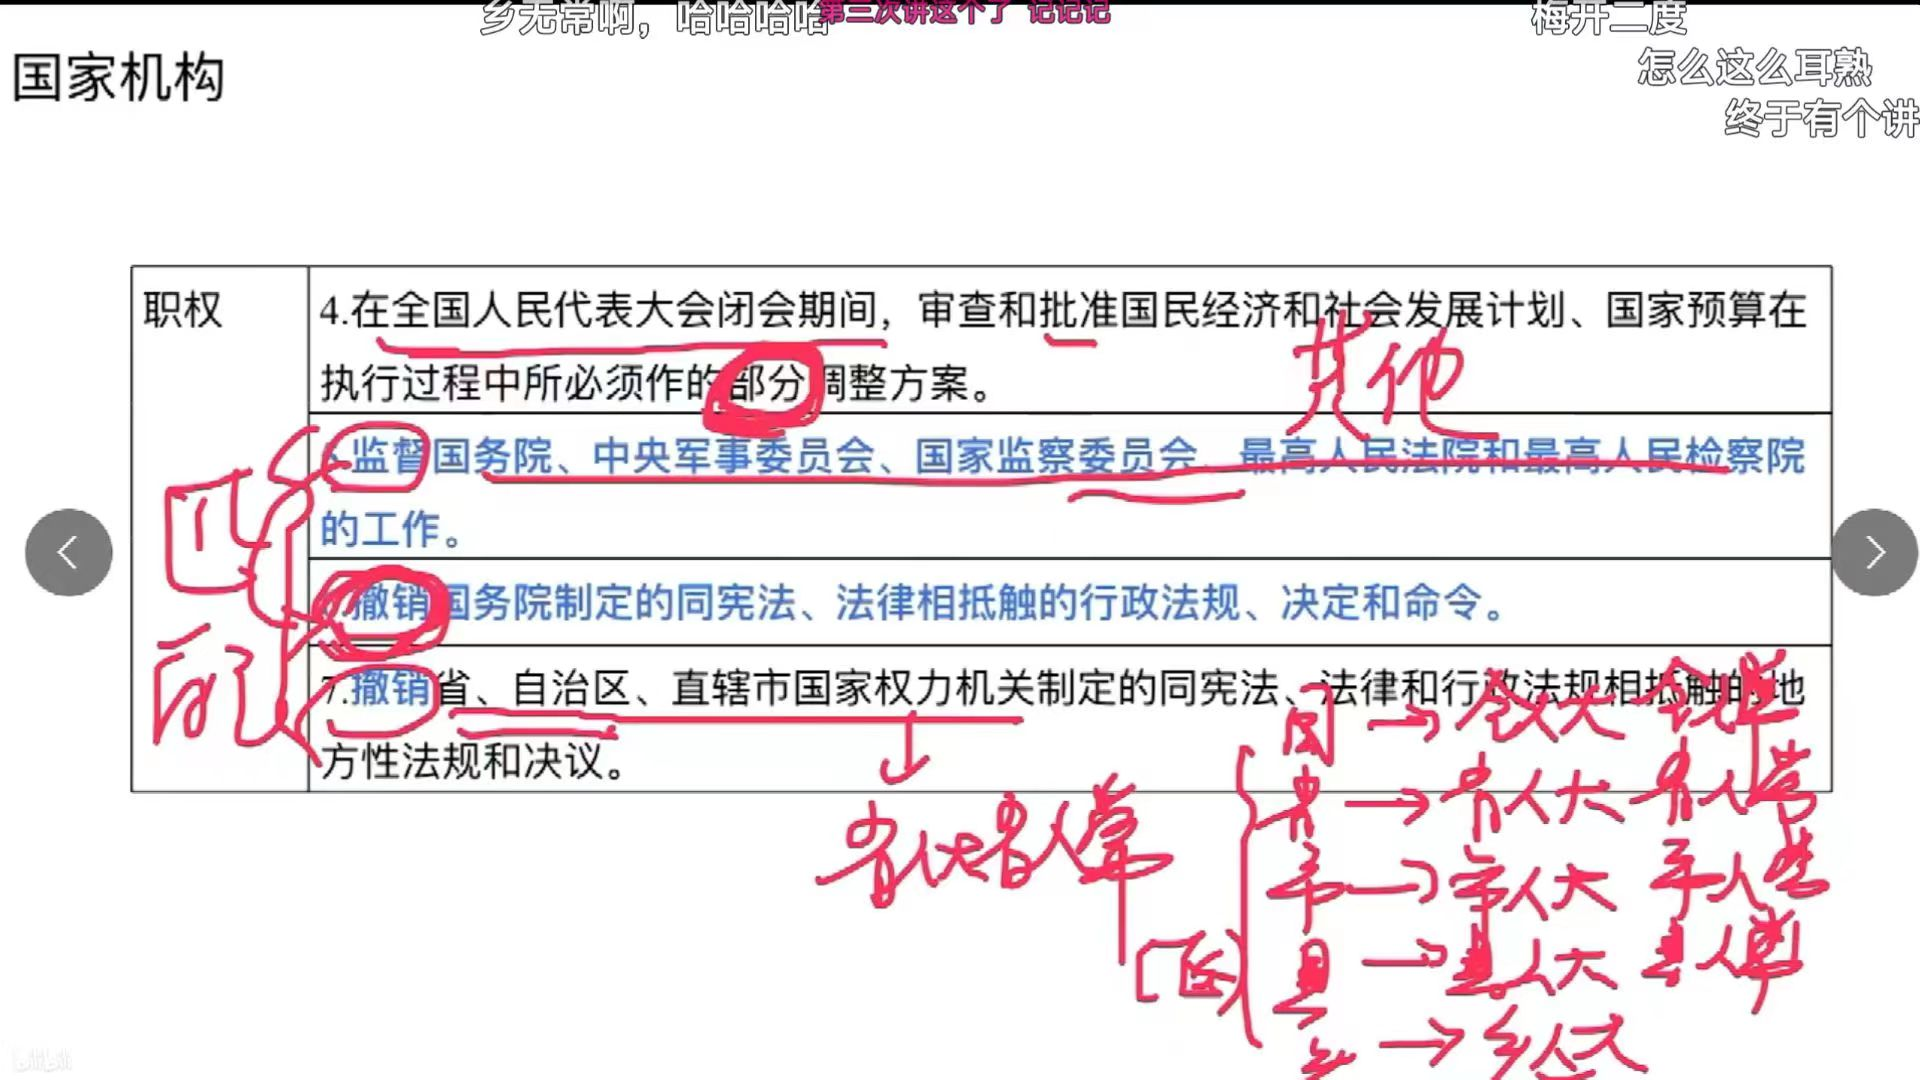 乡无常啊，哈哈哈哈
第三次讲这个了 记记记
梅开二度
怎么这么耳熟
终于有个讲
国家机构
职权
4.在全国人民代表大会闭会期间，审查和批准国民经济和社会发展计划、国家预算在
执行过程中所必须作的部分调整方案。
其他
监督国务院、中央军事委员会、国家监察委员会、最高人民法院和最高人民检察院
的工作。
撤销国务院制定的同宪法、法律相抵触的行政法规、决定和命令。
7.撤销省、自治区、直辖市国家权力机关制定的同宪法、法律和行政法规相抵触的地
方性法规和决议。
国→全人大 全人常
省→省人大 省人常
省人大省人常
市→市人大 市人常
县→县人大 县人常
乡→乡人大
bilibili